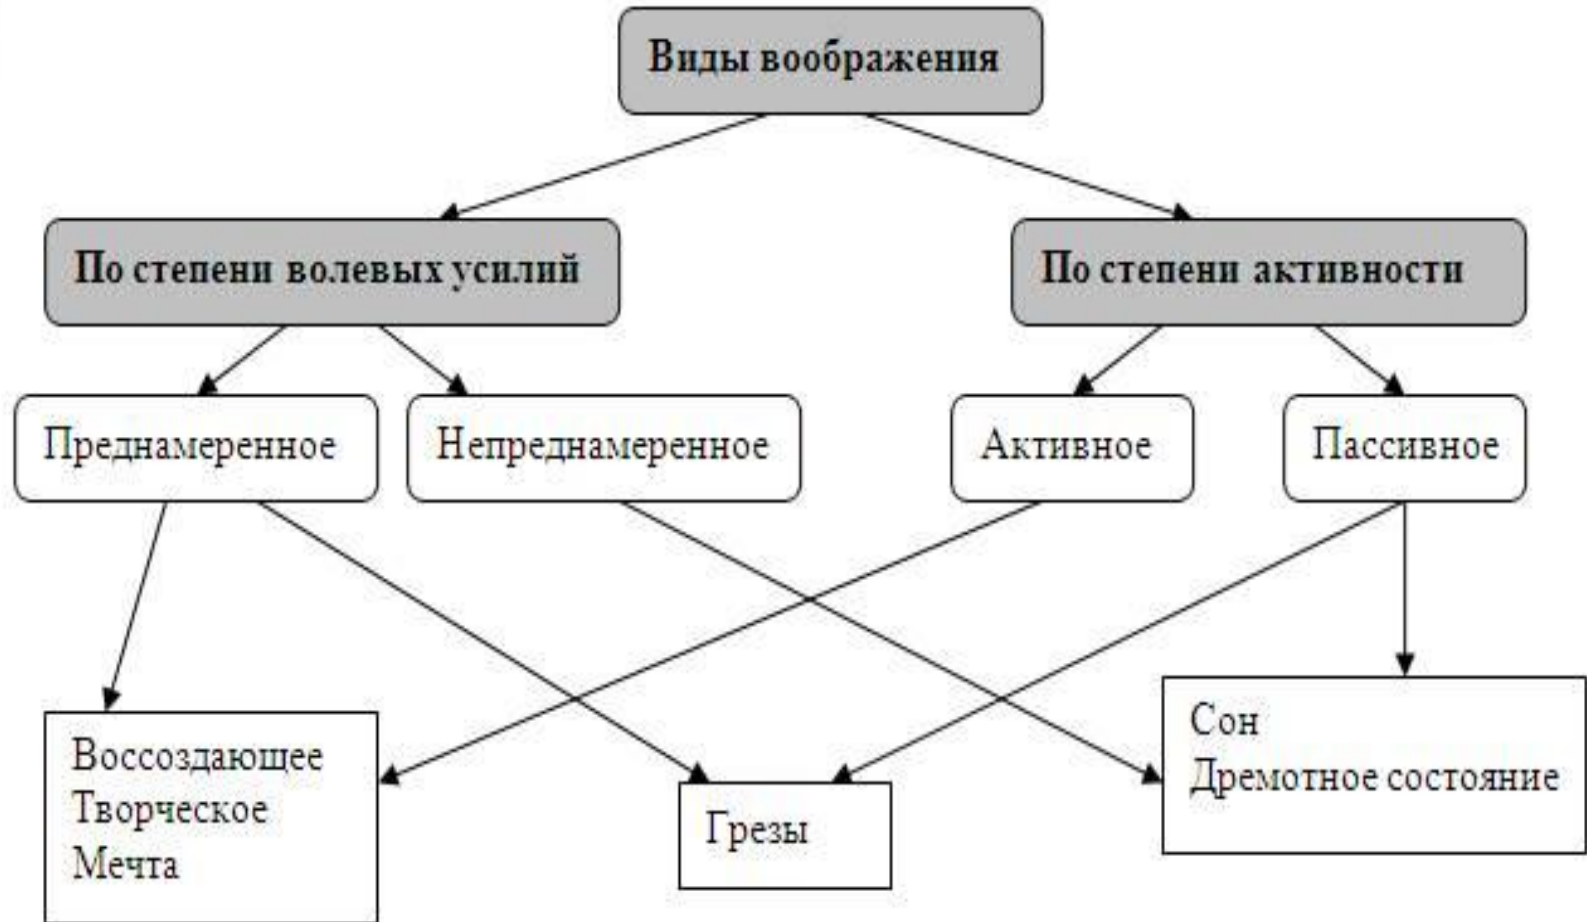 Виды воображения
По степени волевых усилий
По степени активности
Преднамеренное
Непреднамеренное
Активное
Пассивное
Воссоздающее
Творческое
Мечта
Грезы
Сон
Дремотное состояние